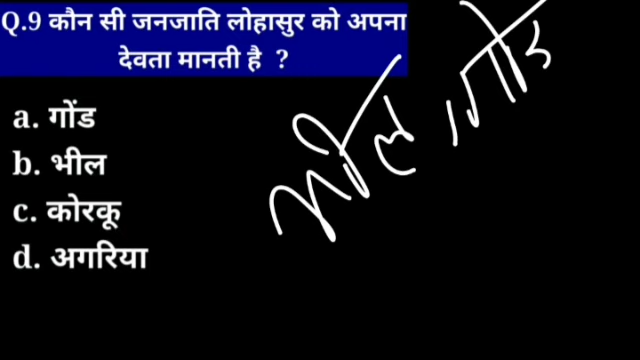 Q.9 कौन सी जनजाति लोहासुर को अपना
देवता मानती है ?
भील, गोंड
a. गोंड
b. भील
c. कोरकू
d. अगरिया